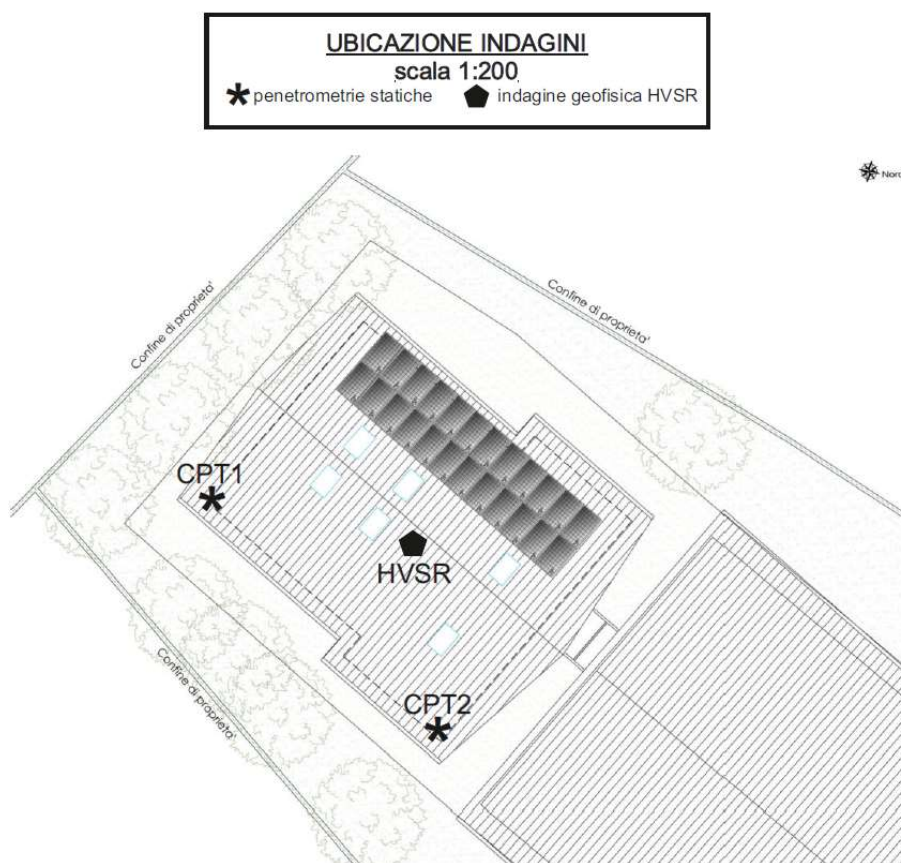 UBICAZIONE INDAGINI
scala 1:200
penetrometrie statiche indagine geofisica HVSR
Nord
Confine di proprieta'
Confine di proprieta'
CPT1
HVSR
Confine di proprieta'
CPT2